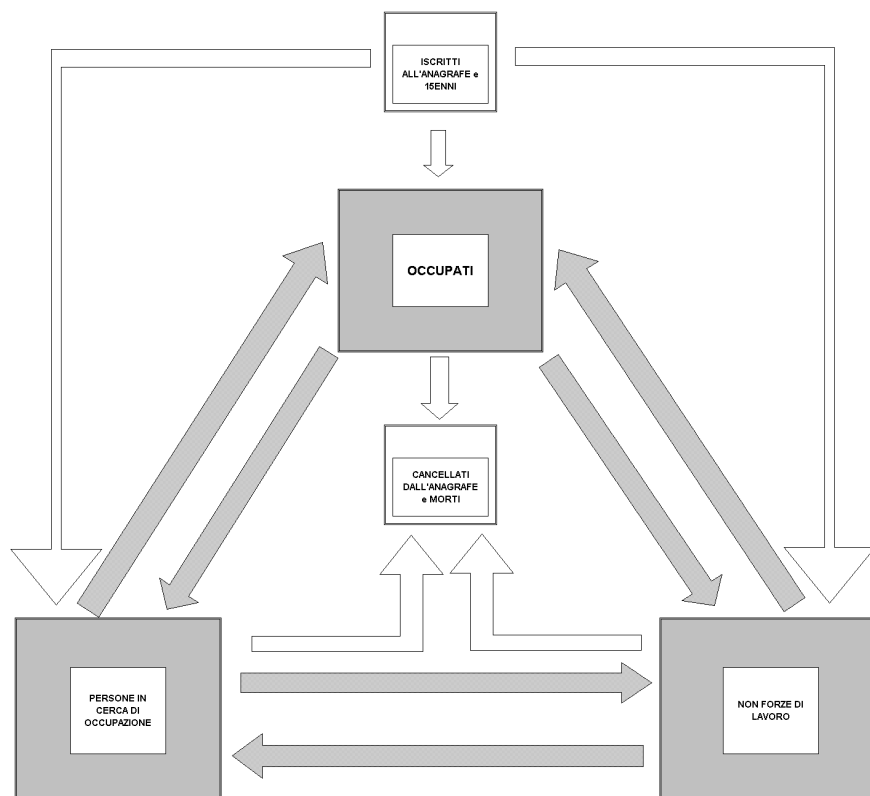 ISCRITTI
ALL'ANAGRAFE e
15ENNI
OCCUPATI
CANCELLATI
DALL'ANAGRAFE
e MORTI
PERSONE IN
CERCA DI
OCCUPAZIONE
NON FORZE DI
LAVORO